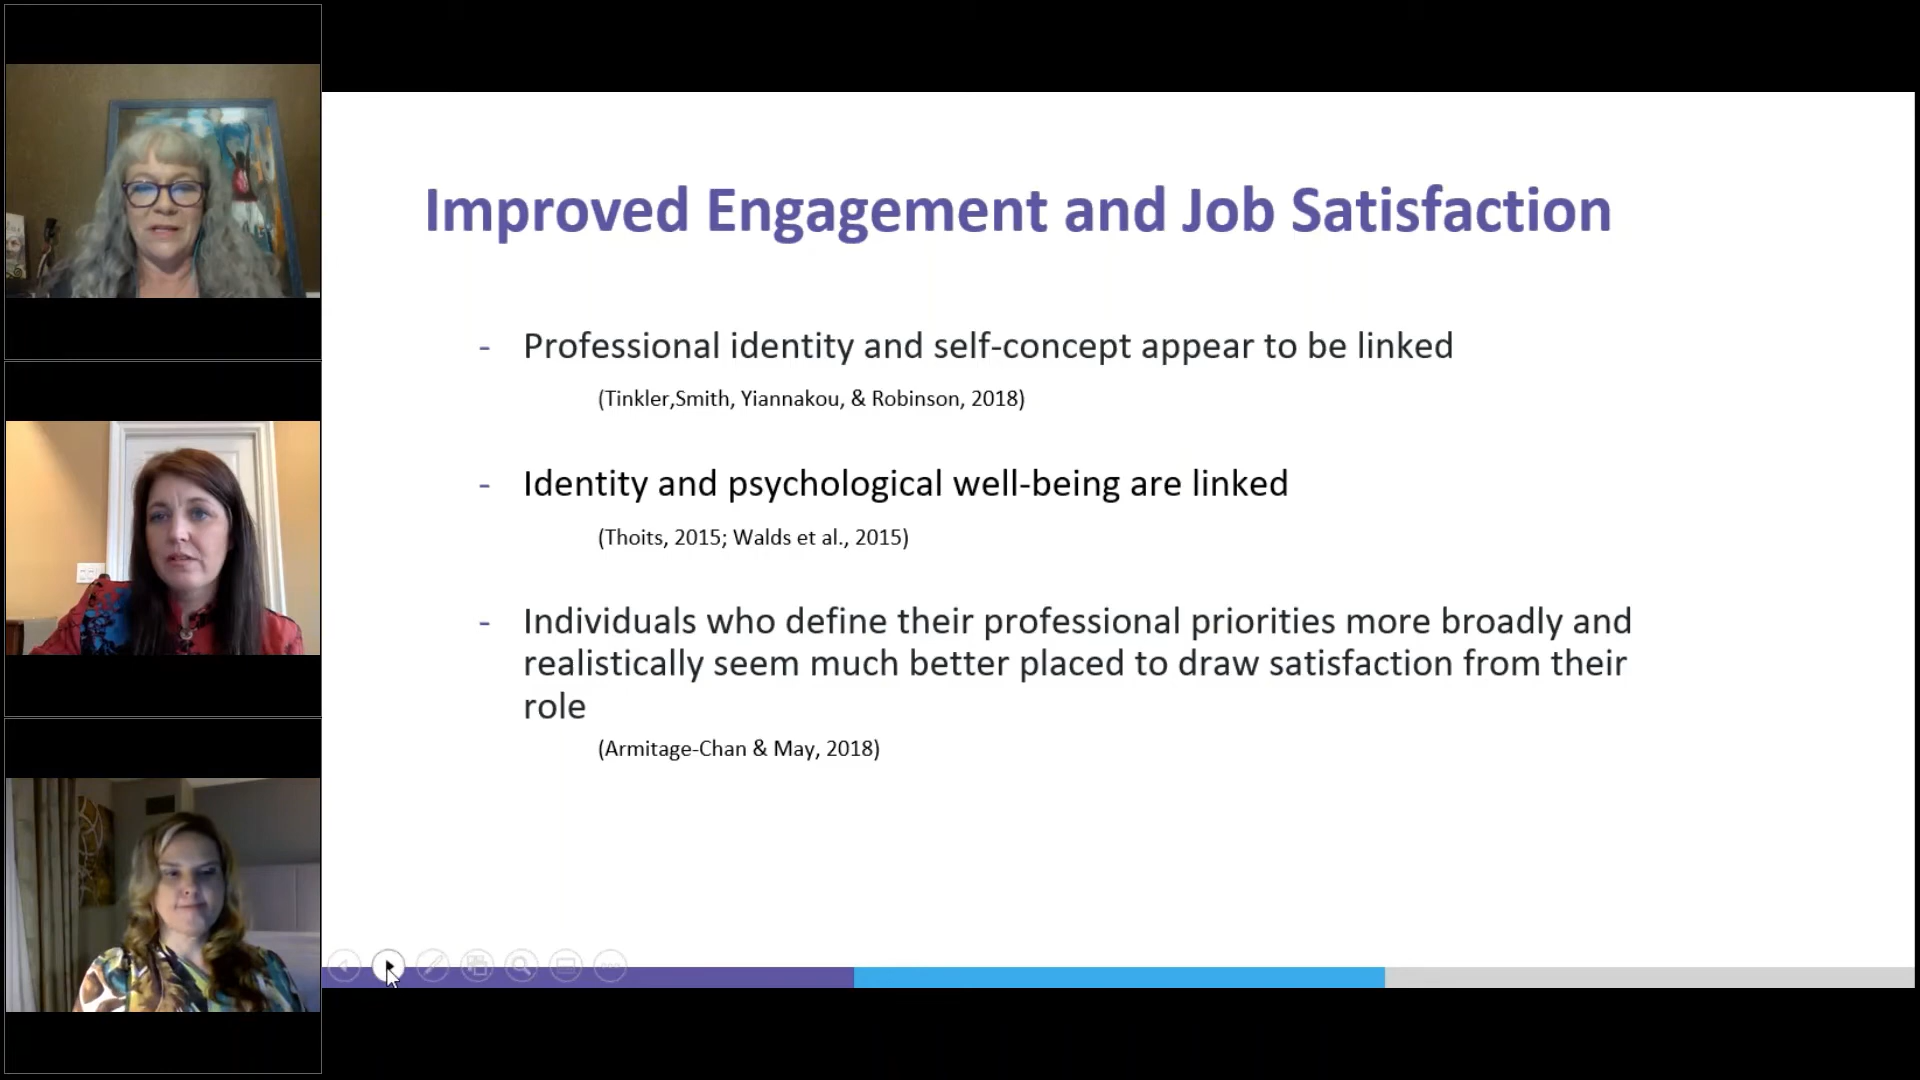 Improved Engagement and Job Satisfaction
- Professional identity and self-concept appear to be linked
(Tinkler,Smith, Yiannakou, & Robinson, 2018)
- Identity and psychological well-being are linked
(Thoits, 2015; Walds et al., 2015)
- Individuals who define their professional priorities more broadly and
realistically seem much better placed to draw satisfaction from their
role
(Armitage-Chan & May, 2018)